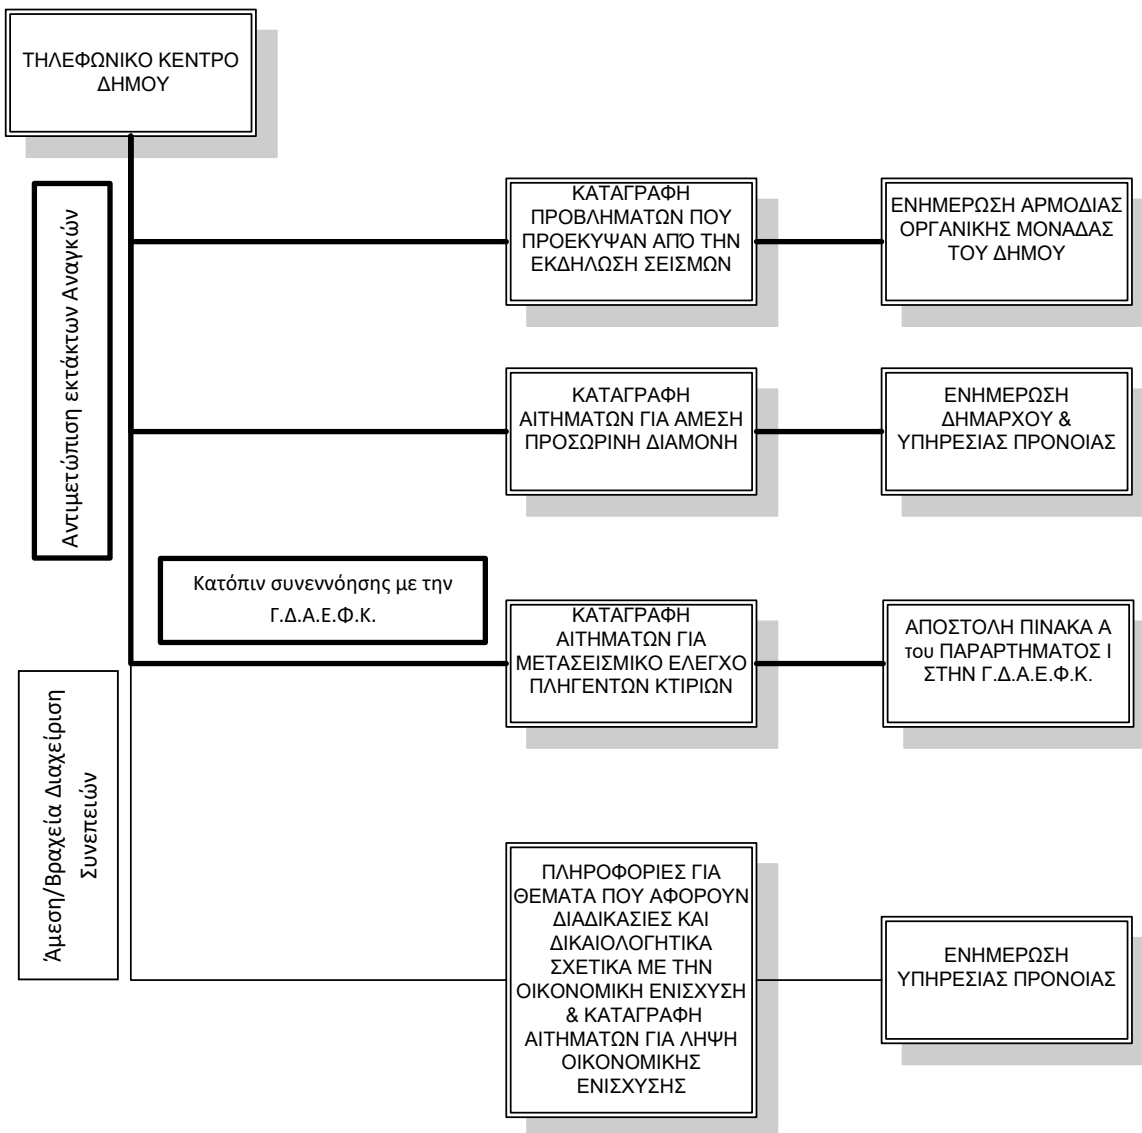 ΤΗΛΕΦΩΝΙΚΟ ΚΕΝΤΡΟ
ΔΗΜΟΥ
Αντιμετώπιση εκτάκτων Αναγκών
ΚΑΤΑΓΡΑΦΗ
ΠΡΟΒΛΗΜΑΤΩΝ ΠΟΥ
ΠΡΟΕΚΥΨΑΝ ΑΠΌ ΤΗΝ
ΕΚΔΗΛΩΣΗ ΣΕΙΣΜΩΝ
ΕΝΗΜΕΡΩΣΗ ΑΡΜΟΔΙΑΣ
ΟΡΓΑΝΙΚΗΣ ΜΟΝΑΔΑΣ
ΤΟΥ ΔΗΜΟΥ
ΚΑΤΑΓΡΑΦΗ
ΑΙΤΗΜΑΤΩΝ ΓΙΑ ΑΜΕΣΗ
ΠΡΟΣΩΡΙΝΗ ΔΙΑΜΟΝΗ
ΕΝΗΜΕΡΩΣΗ
ΔΗΜΑΡΧΟΥ &
ΥΠΗΡΕΣΙΑΣ ΠΡΟΝΟΙΑΣ
Κατόπιν συνεννόησης με την
Γ.Δ.Α.Ε.Φ.Κ.
ΚΑΤΑΓΡΑΦΗ
ΑΙΤΗΜΑΤΩΝ ΓΙΑ
ΜΕΤΑΣΕΙΣΜΙΚΟ ΕΛΕΓΧΟ
ΠΛΗΓΕΝΤΩΝ ΚΤΙΡΙΩΝ
ΑΠΟΣΤΟΛΗ ΠΙΝΑΚΑ Α
του ΠΑΡΑΡΤΗΜΑΤΟΣ Ι
ΣΤΗΝ Γ.Δ.Α.Ε.Φ.Κ.
Άμεση/Βραχεία Διαχείριση
Συνεπειών
ΠΛΗΡΟΦΟΡΙΕΣ ΓΙΑ
ΘΕΜΑΤΑ ΠΟΥ ΑΦΟΡΟΥΝ
ΔΙΑΔΙΚΑΣΙΕΣ ΚΑΙ
ΔΙΚΑΙΟΛΟΓΗΤΙΚΑ
ΣΧΕΤΙΚΑ ΜΕ ΤΗΝ
ΟΙΚΟΝΟΜΙΚΗ ΕΝΙΣΧΥΣΗ
& ΚΑΤΑΓΡΑΦΗ
ΑΙΤΗΜΑΤΩΝ ΓΙΑ ΛΗΨΗ
ΟΙΚΟΝΟΜΙΚΗΣ
ΕΝΙΣΧΥΣΗΣ
ΕΝΗΜΕΡΩΣΗ
ΥΠΗΡΕΣΙΑΣ ΠΡΟΝΟΙΑΣ